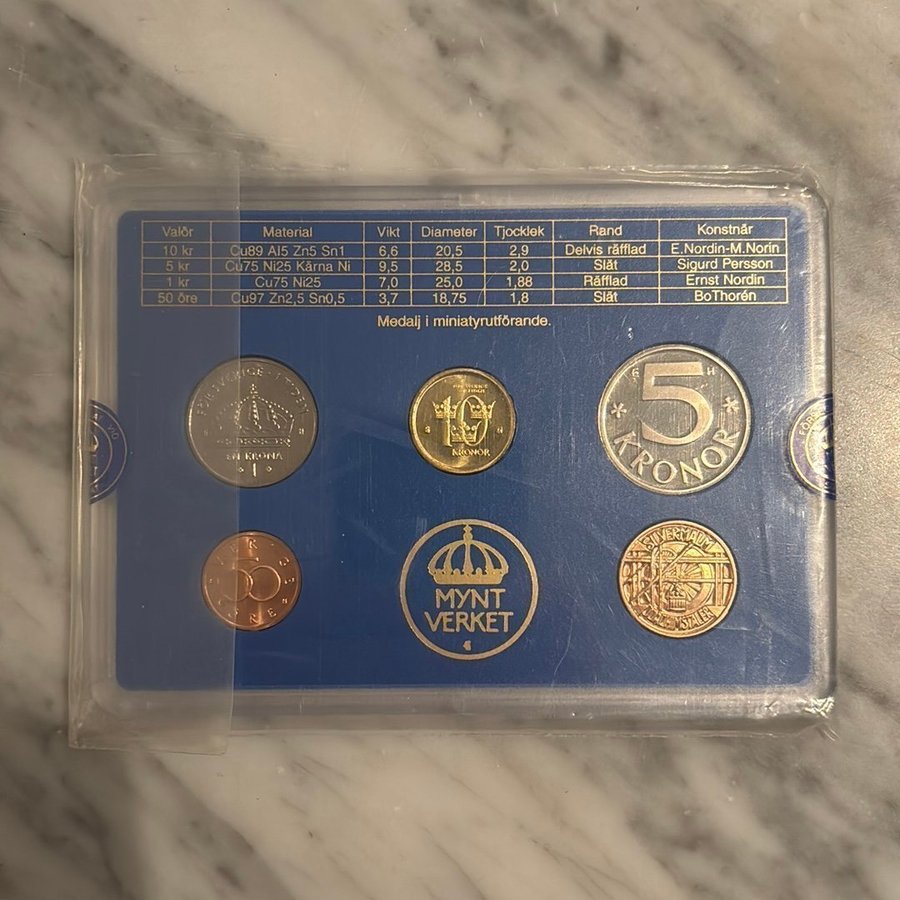 Valör Material Vikt Diameter Tjocklek Rand Konstnär
10 kr Cu89 Al5 Zn5 Sn1 6,6 20,5 2,9 Delvis räfflad E.Nordin-M.Norin
5 kr Cu75 Ni25 Kärna Ni 9,5 28,5 2,0 Slät Sigurd Persson
1 kr Cu75 Ni25 7,0 25,0 1,88 Räfflad Ernst Nordin
50 öre Cu97 Zn2,5 Sn0,5 3,7 18,75 1,8 Slät BoThorén
Medalj i miniatyrutförande.
EN KRONA
1
10
KRONOR
5
KRONOR
50
MYNT
VERKET